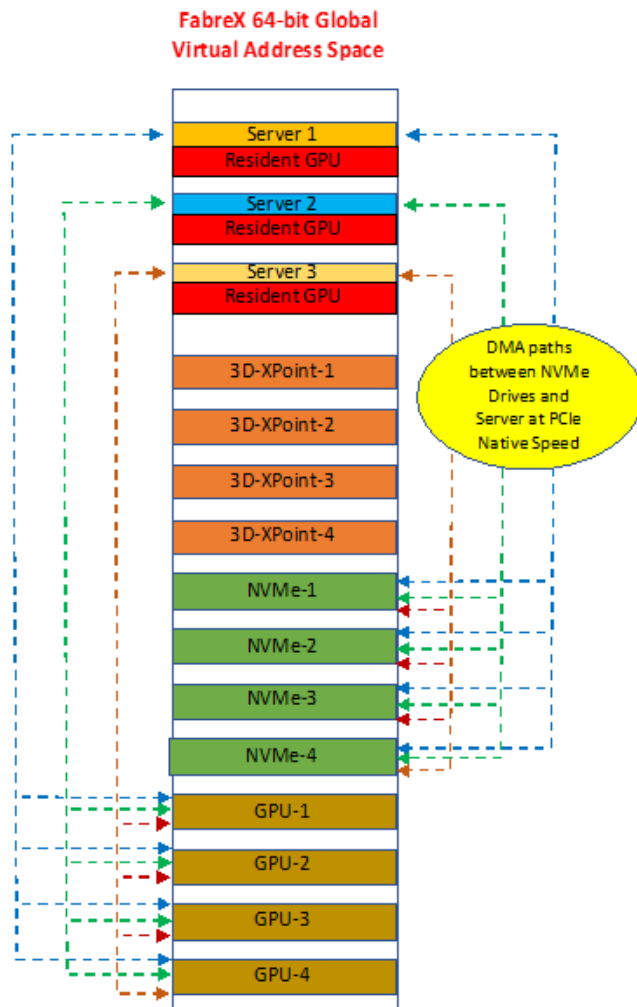 FabreX 64-bit Global
Virtual Address Space
Server 1
Resident GPU
Server 2
Resident GPU
Server 3
Resident GPU
DMA paths
between NVMe
Drives and
Server at PCIe
Native Speed
3D-XPoint-1
3D-XPoint-2
3D-XPoint-3
3D-XPoint-4
NVMe-1
NVMe-2
NVMe-3
NVMe-4
GPU-1
GPU-2
GPU-3
GPU-4